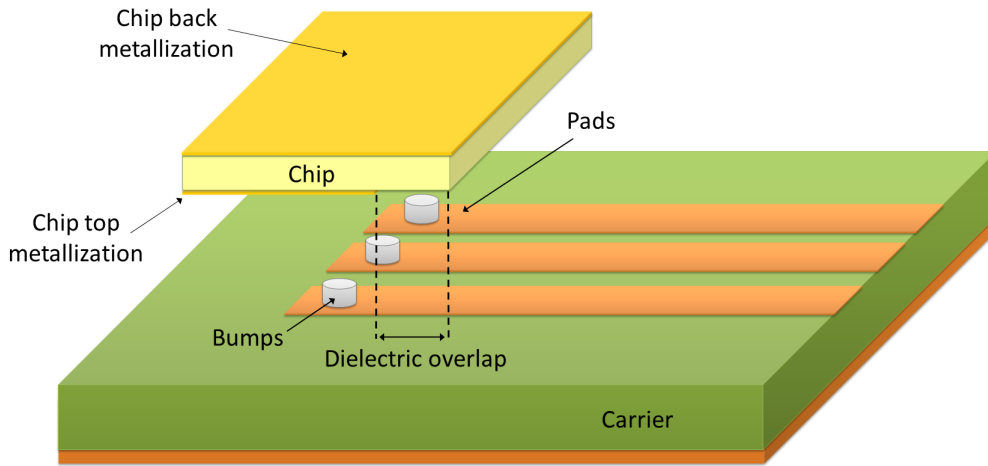 Chip back
metallization
Pads
Chip
Chip top
metallization
Bumps
Dielectric overlap
Carrier